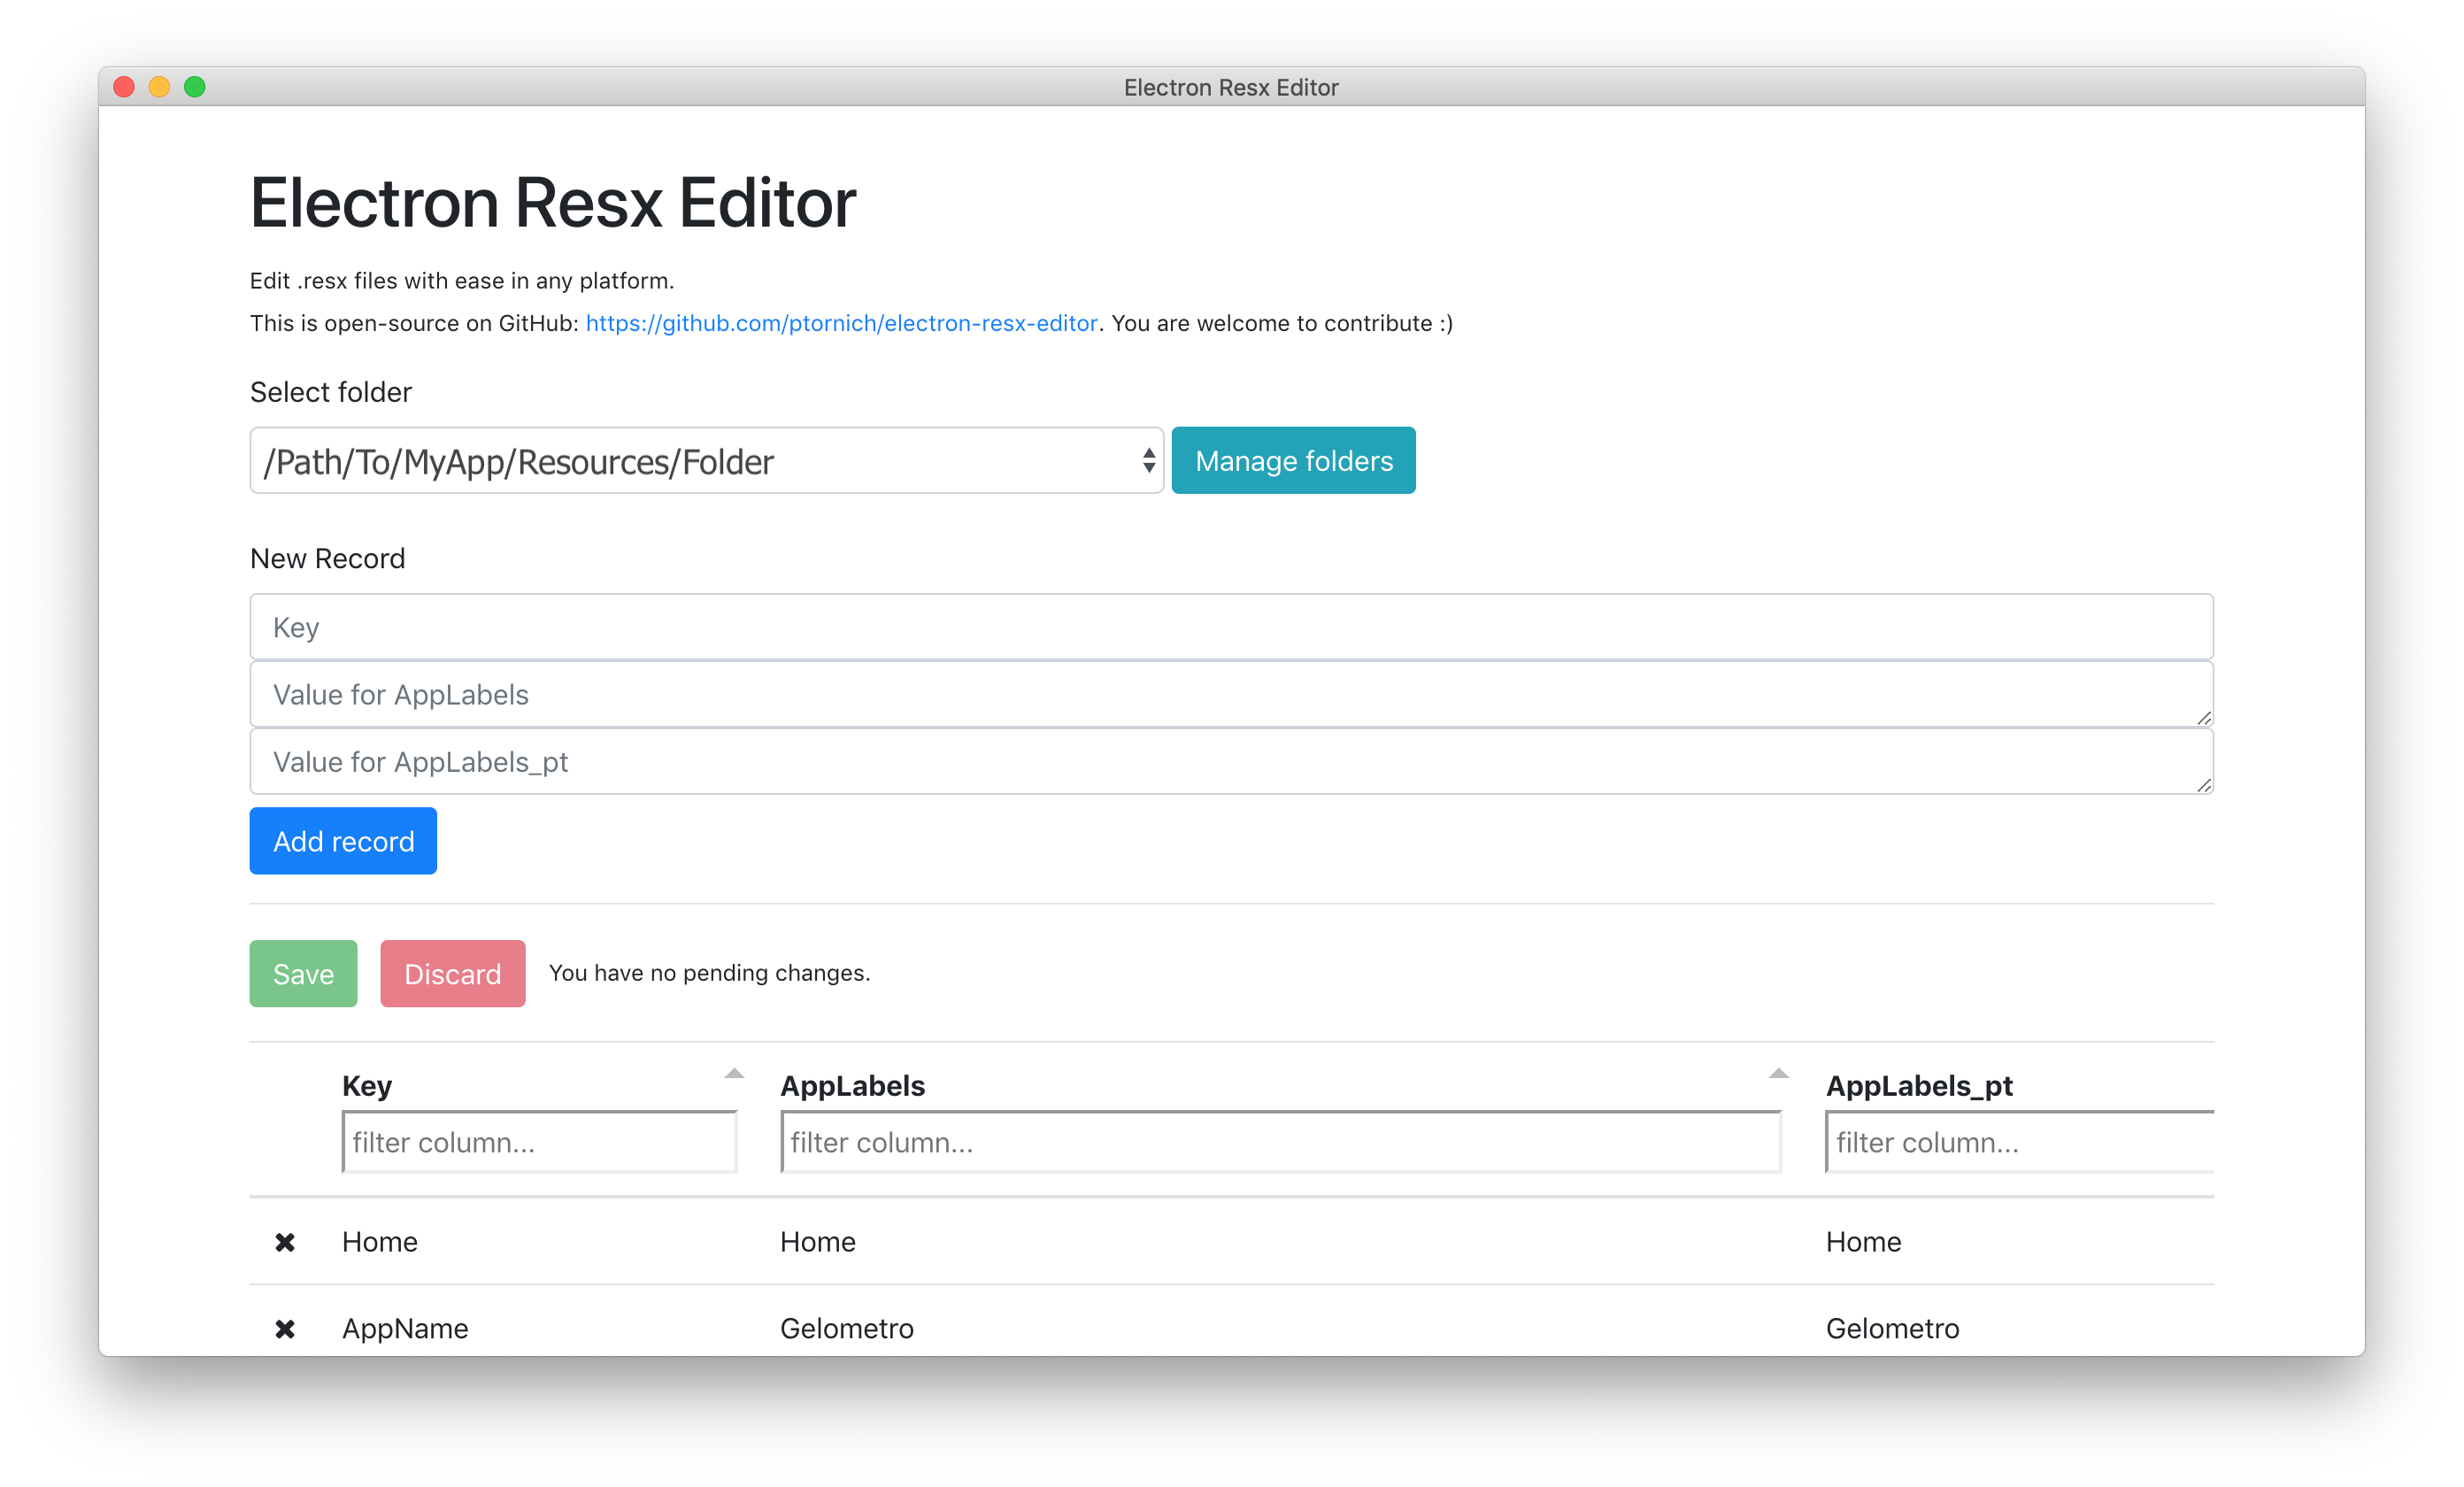 Electron Resx Editor
Electron Resx Editor
Edit .resx files with ease in any platform.
This is open-source on GitHub: https://github.com/ptornich/electron-resx-editor. You are welcome to contribute :)
Select folder
/Path/To/MyApp/Resources/Folder Manage folders
New Record
Key
Value for AppLabels
Value for AppLabels_pt
Add record
Save Discard You have no pending changes.
Key AppLabels AppLabels_pt
filter column... filter column... filter column...
Home Home Home
AppName Gelometro Gelometro